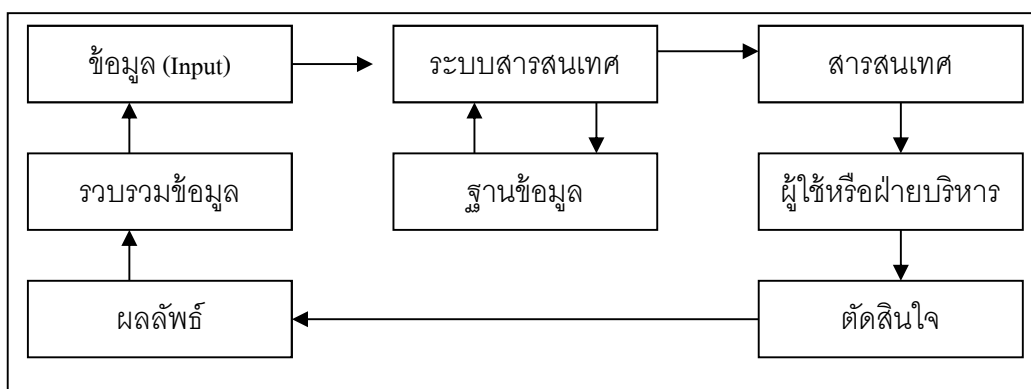 ข้อมูล (Input)
ระบบสารสนเทศ
สารสนเทศ
รวบรวมข้อมูล
ฐานข้อมูล
ผู้ใช้หรือฝ่ายบริหาร
ผลลัพธ์
ตัดสินใจ